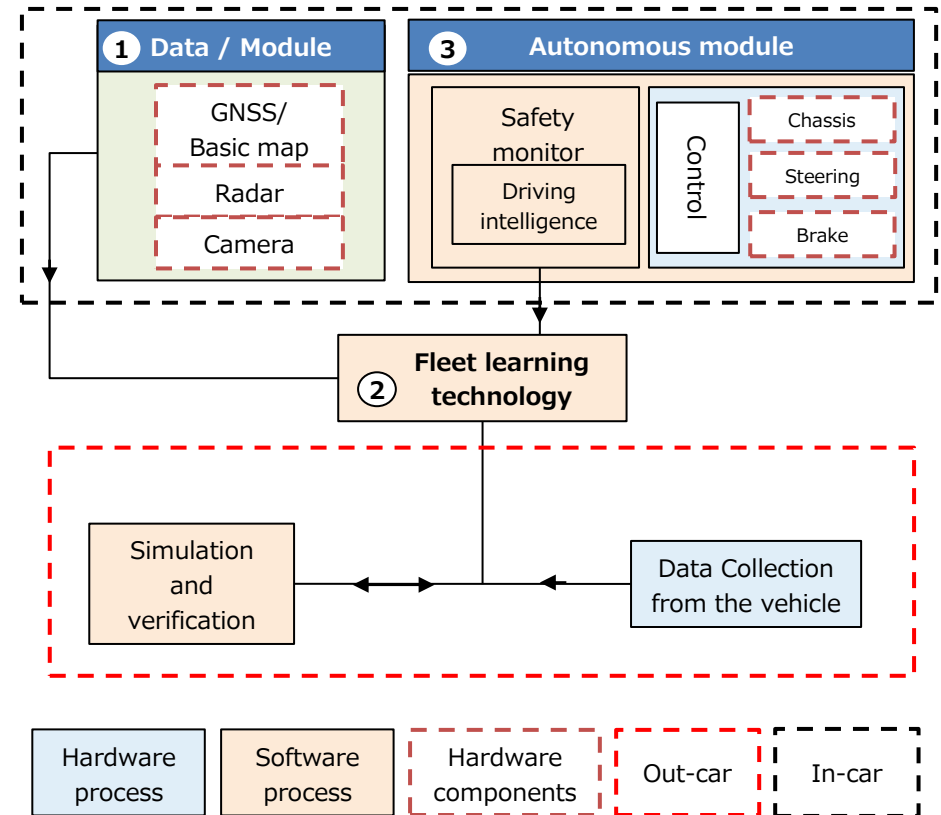 1 Data / Module
GNSS/
Basic map
Radar
Camera
3 Autonomous module
Safety
monitor
Driving
intelligence
Control
Chassis
Steering
Brake
Fleet learning
technology
2
Simulation
and
verification
Data Collection
from the vehicle
Hardware
process
Software
process
Hardware
components
Out-car
In-car